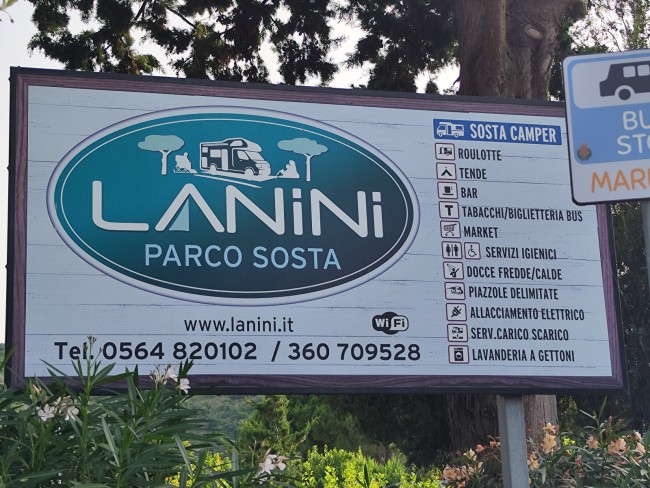 LANiNi
PARCO SOSTA
www.lanini.it
WiFi
Tel. 0564 820102 / 360 709528
SOSTA CAMPER
ROULOTTE
TENDE
BAR
TABACCHI/BIGLIETTERIA BUS
MARKET
SERVIZI IGIENICI
DOCCE FREDDE/CALDE
PIAZZOLE DELIMITATE
ALLACCIAMENTO ELETTRICO
SERV.CARICO SCARICO
LAVANDERIA A GETTONI
BU
STO
MAR